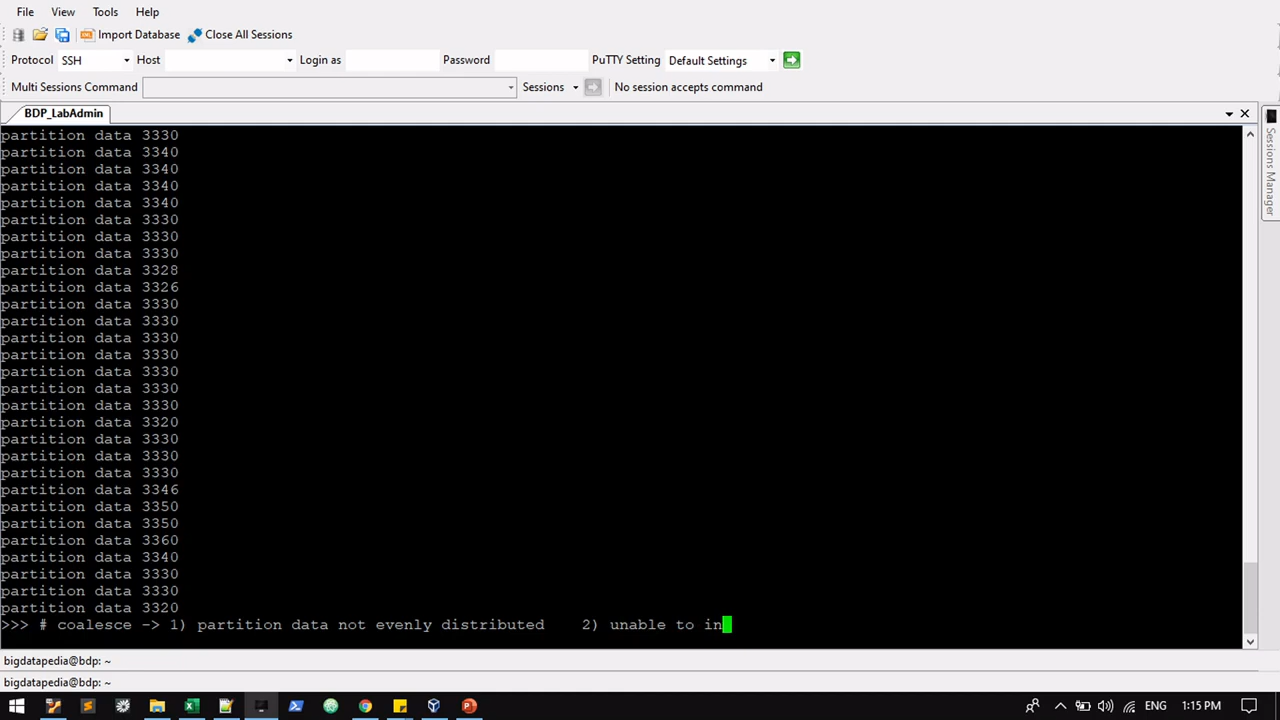 File View Tools Help
Import Database Close All Sessions
Protocol SSH Host Login as Password PuTTY Setting Default Settings
Multi Sessions Command Sessions No session accepts command
BDP_LabAdmin
Sessions Manager
partition data 3330
partition data 3340
partition data 3340
partition data 3340
partition data 3340
partition data 3330
partition data 3330
partition data 3330
partition data 3328
partition data 3326
partition data 3330
partition data 3330
partition data 3330
partition data 3330
partition data 3330
partition data 3330
partition data 3330
partition data 3320
partition data 3330
partition data 3330
partition data 3330
partition data 3346
partition data 3350
partition data 3350
partition data 3360
partition data 3340
partition data 3330
partition data 3330
partition data 3320
>>> # coalesce -> 1) partition data not evenly distributed 2) unable to in
bigdatapedia@bdp: ~
bigdatapedia@bdp: ~
ENG 1:15 PM